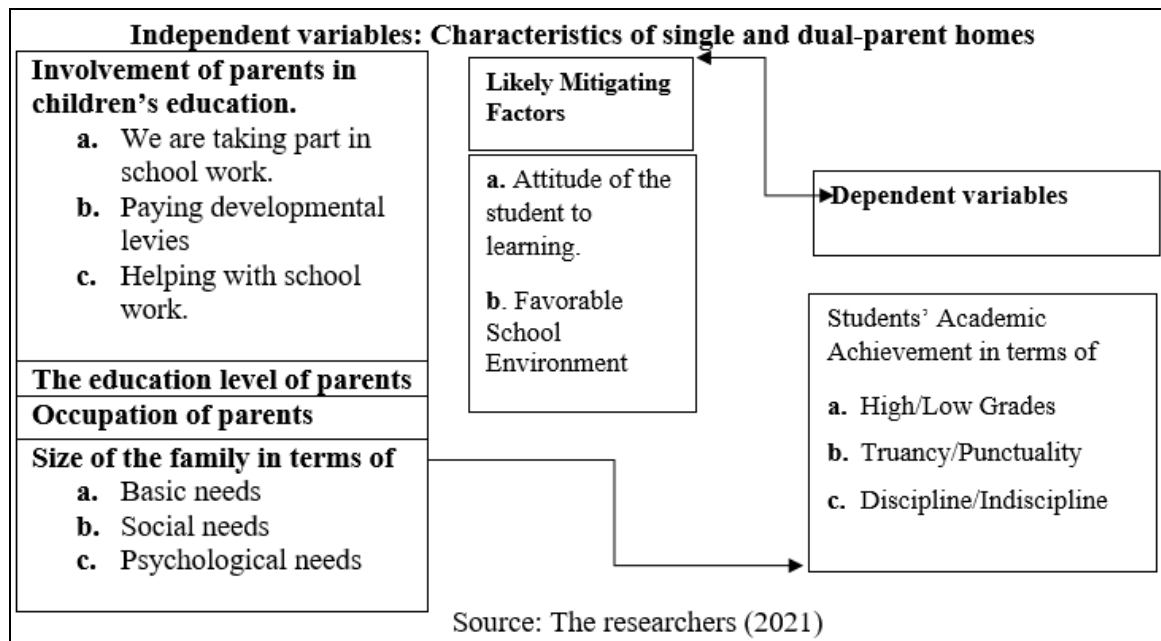 Independent variables: Characteristics of single and dual-parent homes
Involvement of parents in
children’s education.
a. We are taking part in
school work.
b. Paying developmental
levies
c. Helping with school
work.
The education level of parents
Occupation of parents
Size of the family in terms of
a. Basic needs
b. Social needs
c. Psychological needs
Likely Mitigating
Factors
a. Attitude of the
student to
learning.
b. Favorable
School
Environment
Dependent variables
Students’ Academic
Achievement in terms of
a. High/Low Grades
b. Truancy/Punctuality
c. Discipline/Indiscipline
Source: The researchers (2021)